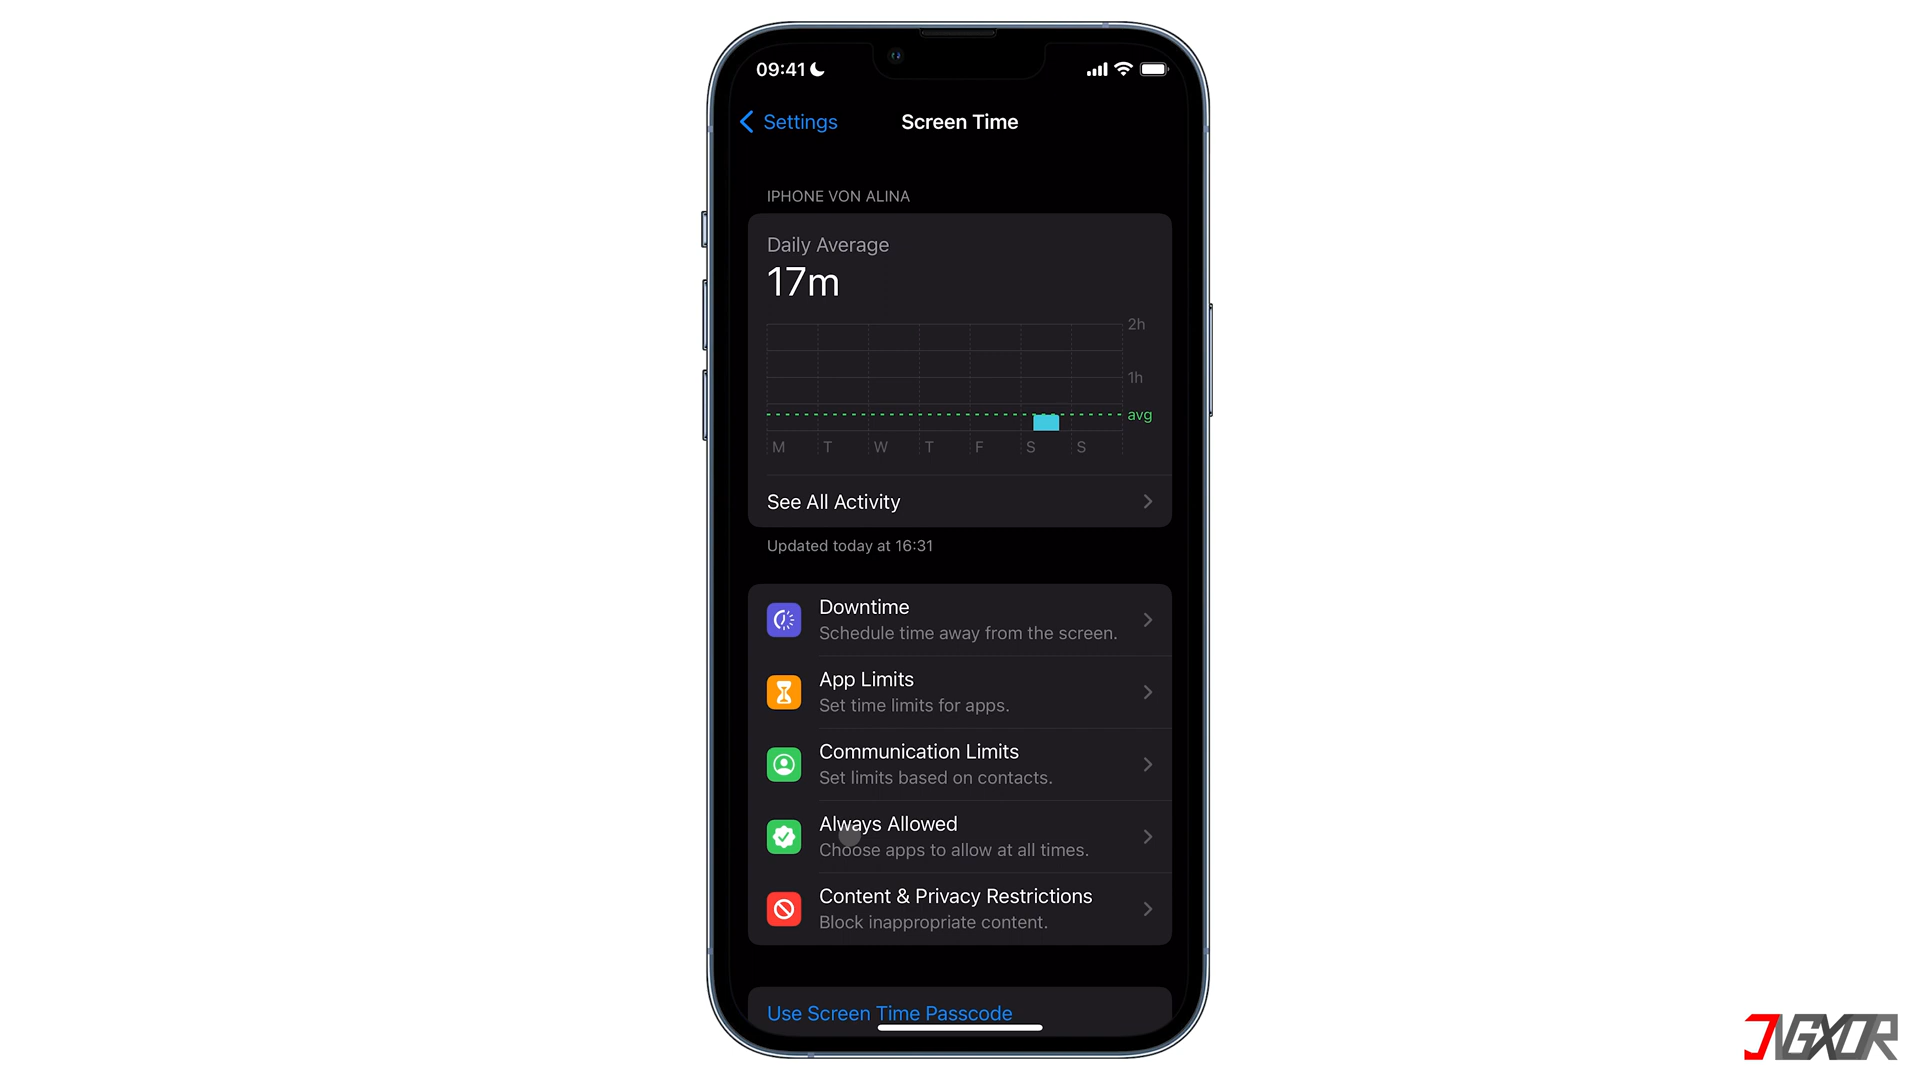 09:41
Settings
Screen Time
IPHONE VON ALINA
Daily Average
17m
2h
1h
avg
M T W T F S S
See All Activity
Updated today at 16:31
Downtime
Schedule time away from the screen.
App Limits
Set time limits for apps.
Communication Limits
Set limits based on contacts.
Always Allowed
Choose apps to allow at all times.
Content & Privacy Restrictions
Block inappropriate content.
Use Screen Time Passcode
JIGXOR